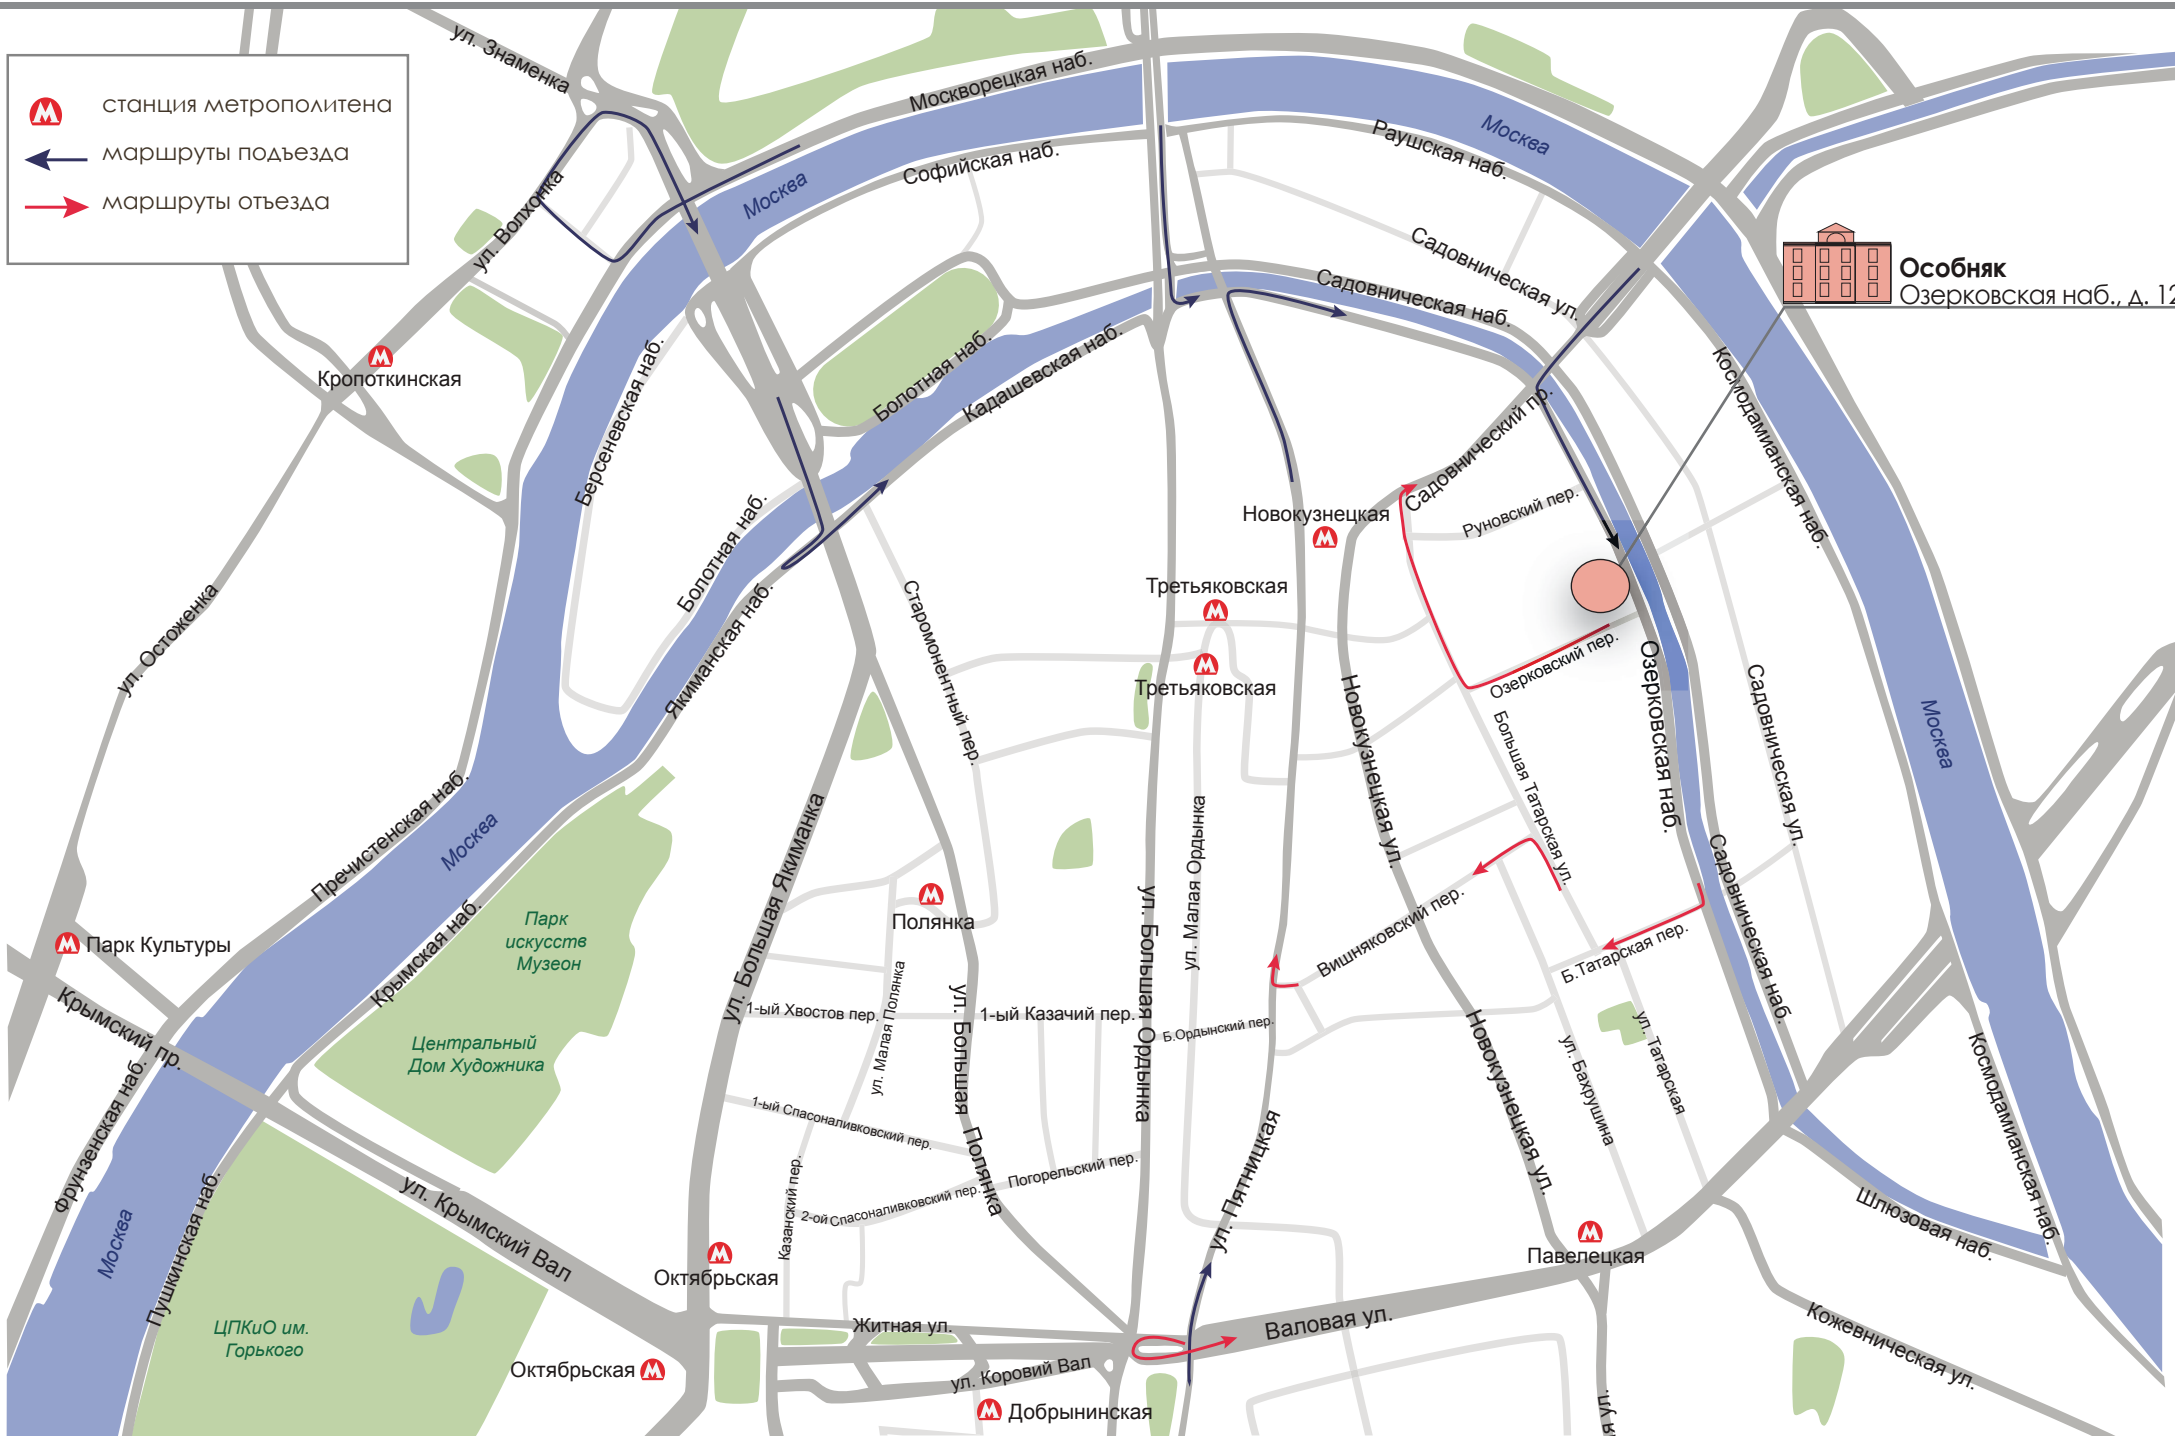 станция метрополитена
маршруты подъезда
маршруты отъезда
ул. Знаменка
Москворецкая наб.
Москва
Софийская наб.
Раушская наб.
Москва
ул. Волхонка
Садовническая ул.
Садовническая наб.
Особняк
Озерковская наб., д. 12
Кропоткинская
Берсеневская наб.
Болотная наб.
Кадашевская наб.
Космодамианская наб.
Садовнический пр.
Руновский пер.
Новокузнецкая
Болотная наб.
Якиманская наб.
Старомонентный пер.
Третьяковская
Третьяковская
ул. Остоженка
Озерковский пер.
Озерковская наб.
Садовническая ул.
Москва
Новокузнецкая ул.
Большая Татарская ул.
Пречистенская наб.
Москва
ул. Большая Якиманка
ул. Малая Ордынка
Садовническая наб.
Крымская наб.
Парк
искусств
Музеон
Полянка
ул. Большая Ордынка
Вишняковский пер.
Б.Татарская пер.
Парк Культуры
Крымский пр.
Центральный
Дом Художника
1-ый Хвостов пер.
ул. Малая Полянка
ул. Большая Полянка
1-ый Казачий пер.
Б.Ордынский пер.
Новокузнецкая ул.
ул. Бахрушина
ул. Татарская
Космодамианская наб.
Фрунзенская наб.
1-ый Спасоналивковский пер.
Казанский пер.
2-ой Спасоналивковский пер.
Погорельский пер.
ул. Пятницкая
Шлюзовая наб.
Москва
Пушкинская наб.
ул. Крымский Вал
Октябрьская
Павелецкая
ЦПКиО им.
Горького
Житная ул.
Валовая ул.
Кожевническая ул.
Октябрьская
ул. Коровий Вал
Добрынинская